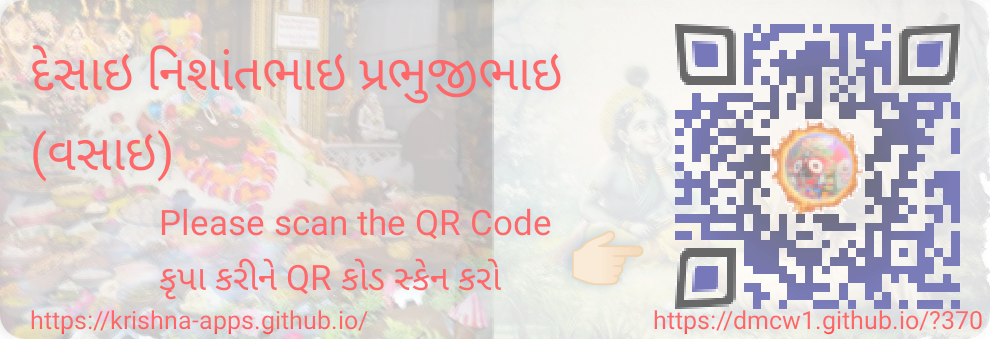 દેસાઇ નિશાંતભાઇ પ્રભુજીભાઇ
(વસાઇ)
Please scan the QR Code
કૃપા કરીને QR કોડ સ્કેન કરો
https://krishna-apps.github.io/
https://dmcw1.github.io/?370